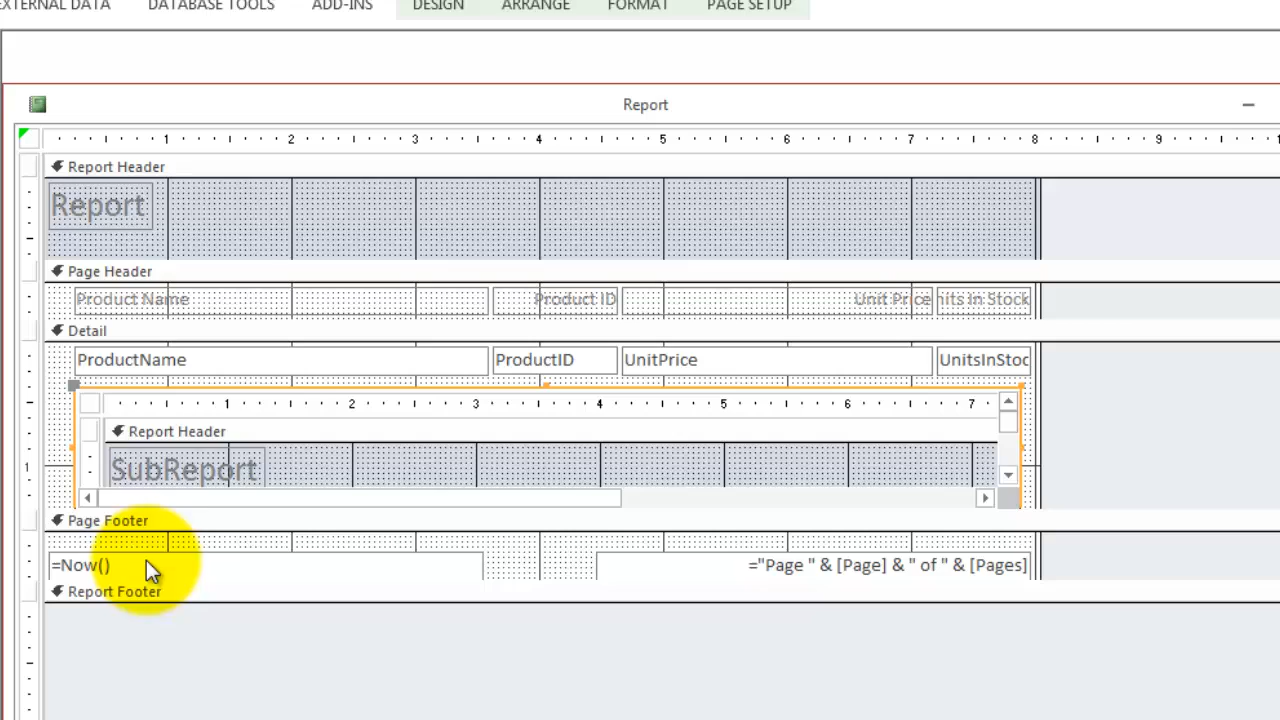 EXTERNAL DATA DATABASE TOOLS ADD-INS DESIGN ARRANGE FORMAT PAGE SETUP
Report
1 2 3 4 5 6 7 8 9
Report Header
Report
Page Header
Product Name Product ID Unit Price nits In Stock
Detail
ProductName ProductID UnitPrice UnitsInStoc
1 2 3 4 5 6 7
Report Header
1
SubReport
Page Footer
=Now() ="Page " & [Page] & " of " & [Pages]
Report Footer